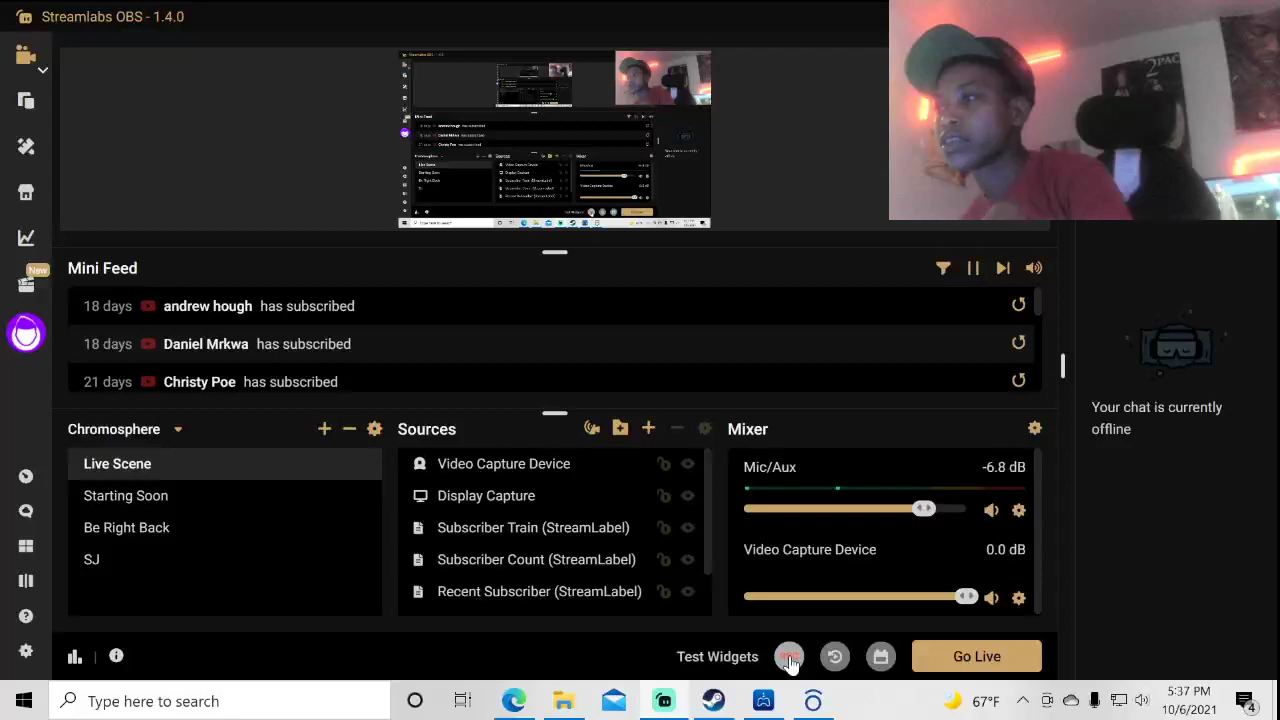 Streamlabs OBS - 1.4.0
2PAC
Mini Feed
New
18 days andrew hough has subscribed
18 days Daniel Mrkwa has subscribed
21 days Christy Poe has subscribed
Your chat is currently
offline
Chromosphere
Sources
Mixer
Live Scene
Starting Soon
Be Right Back
SJ
Video Capture Device
Display Capture
Subscriber Train (StreamLabel)
Subscriber Count (StreamLabel)
Recent Subscriber (StreamLabel)
Mic/Aux -6.8 dB
Video Capture Device 0.0 dB
Test Widgets
REC
Go Live
Type here to search
67°F
5:37 PM
10/6/2021
4